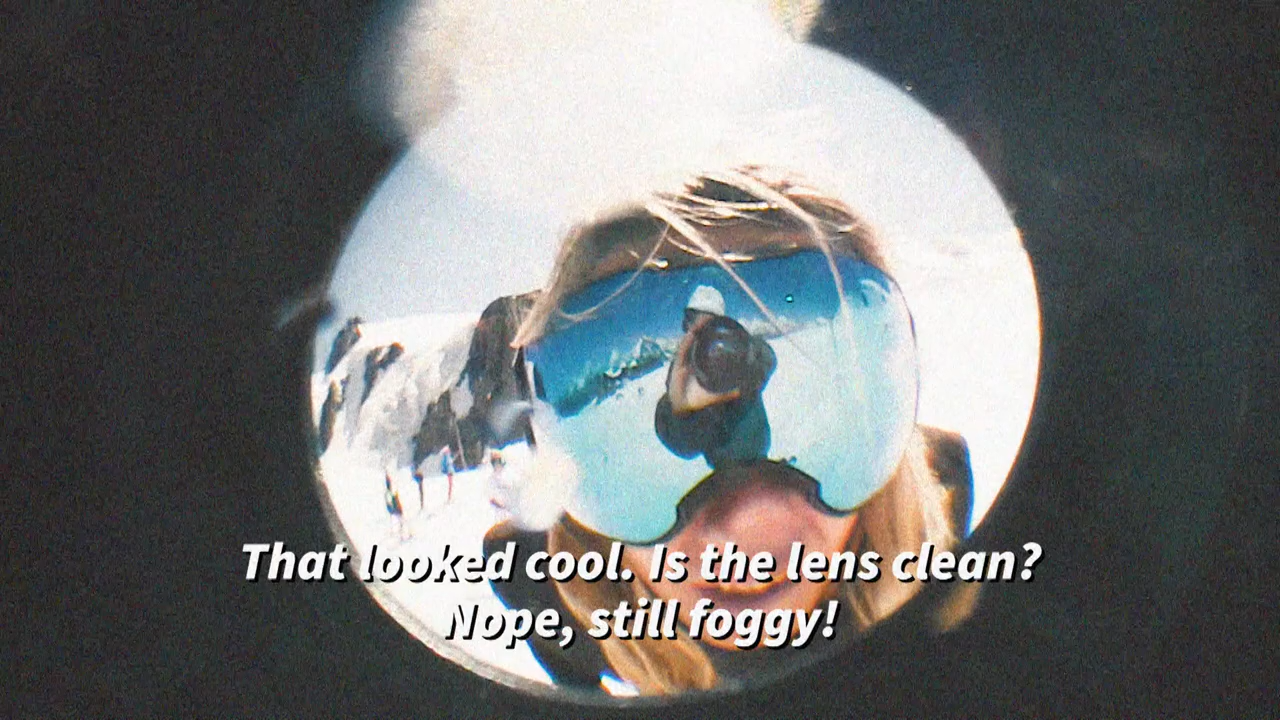 That looked cool. Is the lens clean?
Nope, still foggy!